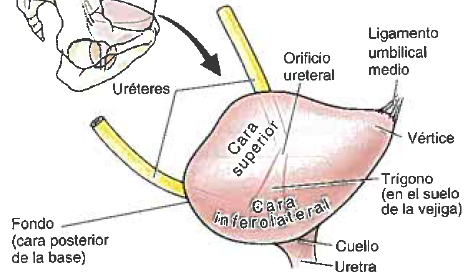 Ligamento
umbilical
medio
Orificio
ureteral
Uréteres
Cara
superior
Vértice
Trígono
(en el suelo
de la vejiga)
Cara
inferolateral
Fondo
(cara posterior
de la base)
Cuello
Uretra